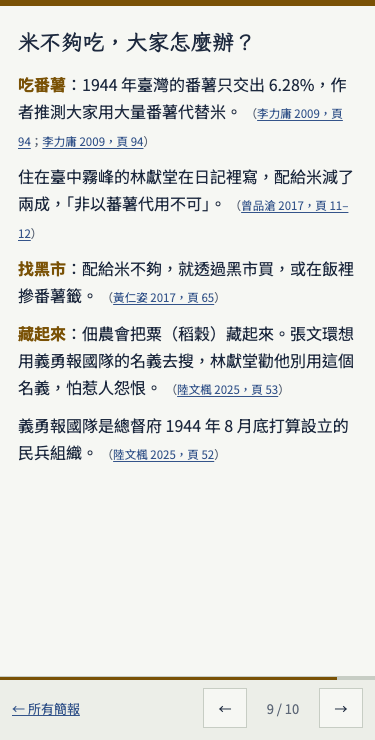 米不夠吃，大家怎麼辦？
吃番薯：1944 年臺灣的番薯只交出 6.28%，作
者推測大家用大量番薯代替米。（李力庸 2009，頁
94；李力庸 2009，頁 94）
住在臺中霧峰的林獻堂在日記裡寫，配給米減了
兩成，「非以蕃薯代用不可」。（曾品滄 2017，頁 11–
12）
找黑市：配給米不夠，就透過黑市買，或在飯裡
摻番薯籤。（黃仁姿 2017，頁 65）
藏起來：佃農會把粟（稻穀）藏起來。張文環想
用義勇報國隊的名義去搜，林獻堂勸他別用這個
名義，怕惹人怨恨。（陸文楓 2025，頁 53）
義勇報國隊是總督府 1944 年 8 月底打算設立的
民兵組織。（陸文楓 2025，頁 52）
← 所有簡報
←
9 / 10
→